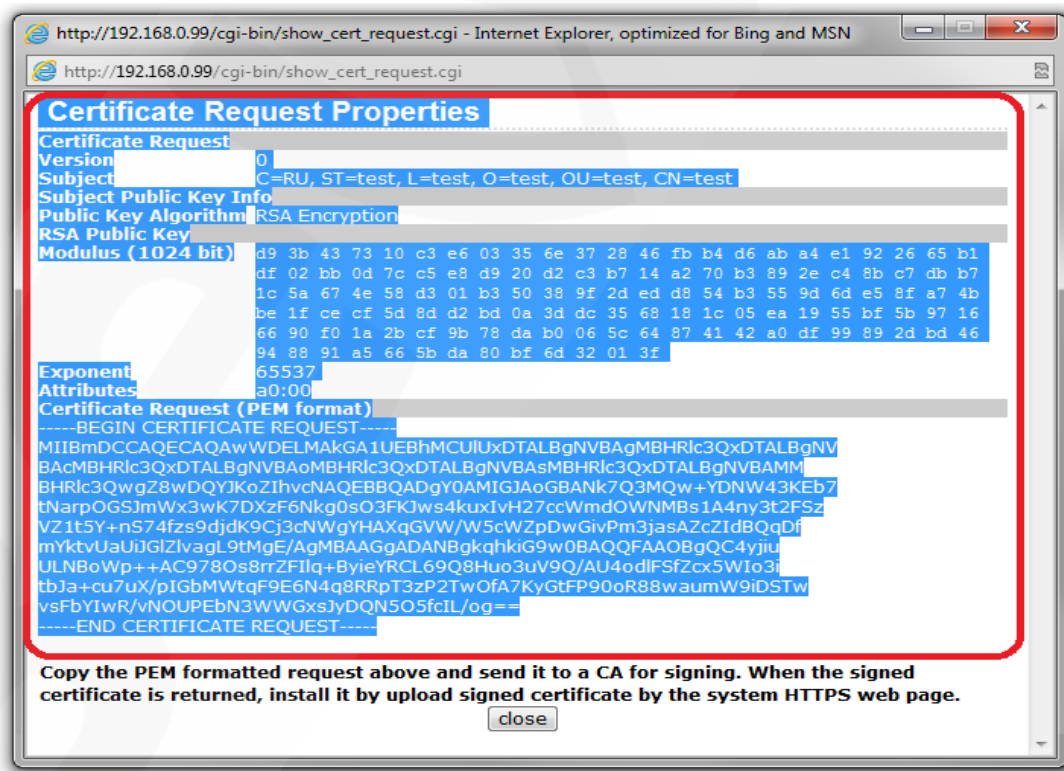 http://192.168.0.99/cgi-bin/show_cert_request.cgi - Internet Explorer, optimized for Bing and MSN
http://192.168.0.99/cgi-bin/show_cert_request.cgi
Certificate Request Properties
Certificate Request
Version 0
Subject C=RU, ST=test, L=test, O=test, OU=test, CN=test
Subject Public Key Info
Public Key Algorithm RSA Encryption
RSA Public Key
Modulus (1024 bit) d9 3b 43 73 10 c3 e6 03 35 6e 37 28 46 fb b4 d6 ab a4 e1 92 26 65 b1
df 02 bb 0d 7c c5 e8 d9 20 d2 c3 b7 14 a2 70 b3 89 2e c4 8b c7 db b7
1c 5a 67 4e 58 d3 01 b3 50 38 9f 2d ed d8 54 b3 55 9d 6d e5 8f a7 4b
be 1f ce cf 5d 8d d2 bd 0a 3d dc 35 68 18 1c 05 ea 19 55 bf 5b 97 16
66 90 f0 1a 2b cf 9b 78 da b0 06 5c 64 87 41 42 a0 df 99 89 2d bd 46
94 88 91 a5 66 5b da 80 bf 6d 32 01 3f
Exponent 65537
Attributes a0:00
Certificate Request (PEM format)
-----BEGIN CERTIFICATE REQUEST-----
MIIBmDCCAQECAQAwWDELMAkGA1UEBhMCUlUxDTALBgNVBAgMBHRlc3QxDTALBgNV
BAcMBHRlc3QxDTALBgNVBAoMBHRlc3QxDTALBgNVBAsMBHRlc3QxDTALBgNVBAMM
BHRlc3QwgZ8wDQYJKoZIhvcNAQEBBQADgY0AMIGJAoGBANk7Q3MQw+YDNW43KEb7
tNarpOGSJmWx3wK7DXzF6Nkg0sO3FKJws4kuxIvH27ccWmdOWNMBs1A4ny3t2FSz
VZ1t5Y+nS74fzs9djdK9Cj3cNWgYHAXqGVW/W5cWZpDwGivPm3jasAZcZIdBQqDf
mYktvUaUiJGlZlvagL9tMgE/AgMBAAGgADANBgkqhkiG9w0BAQQFAAOBgQC4yjiu
ULNBoWp++AC978Os8rrZFIlq+ByieYRCL69Q8Huo3uV9Q/AU4odlFSfZcx5WIo3i
tbJa+cu7uX/pIGbMWtqF9E6N4q8RRpT3zP2TwOfA7KyGtFP90oR88waumW9iDSTw
vsFbYIwR/vNOUPEbN3WWGxsJyDQN5O5fcIL/og==
-----END CERTIFICATE REQUEST-----
Copy the PEM formatted request above and send it to a CA for signing. When the signed
certificate is returned, install it by upload signed certificate by the system HTTPS web page.
close